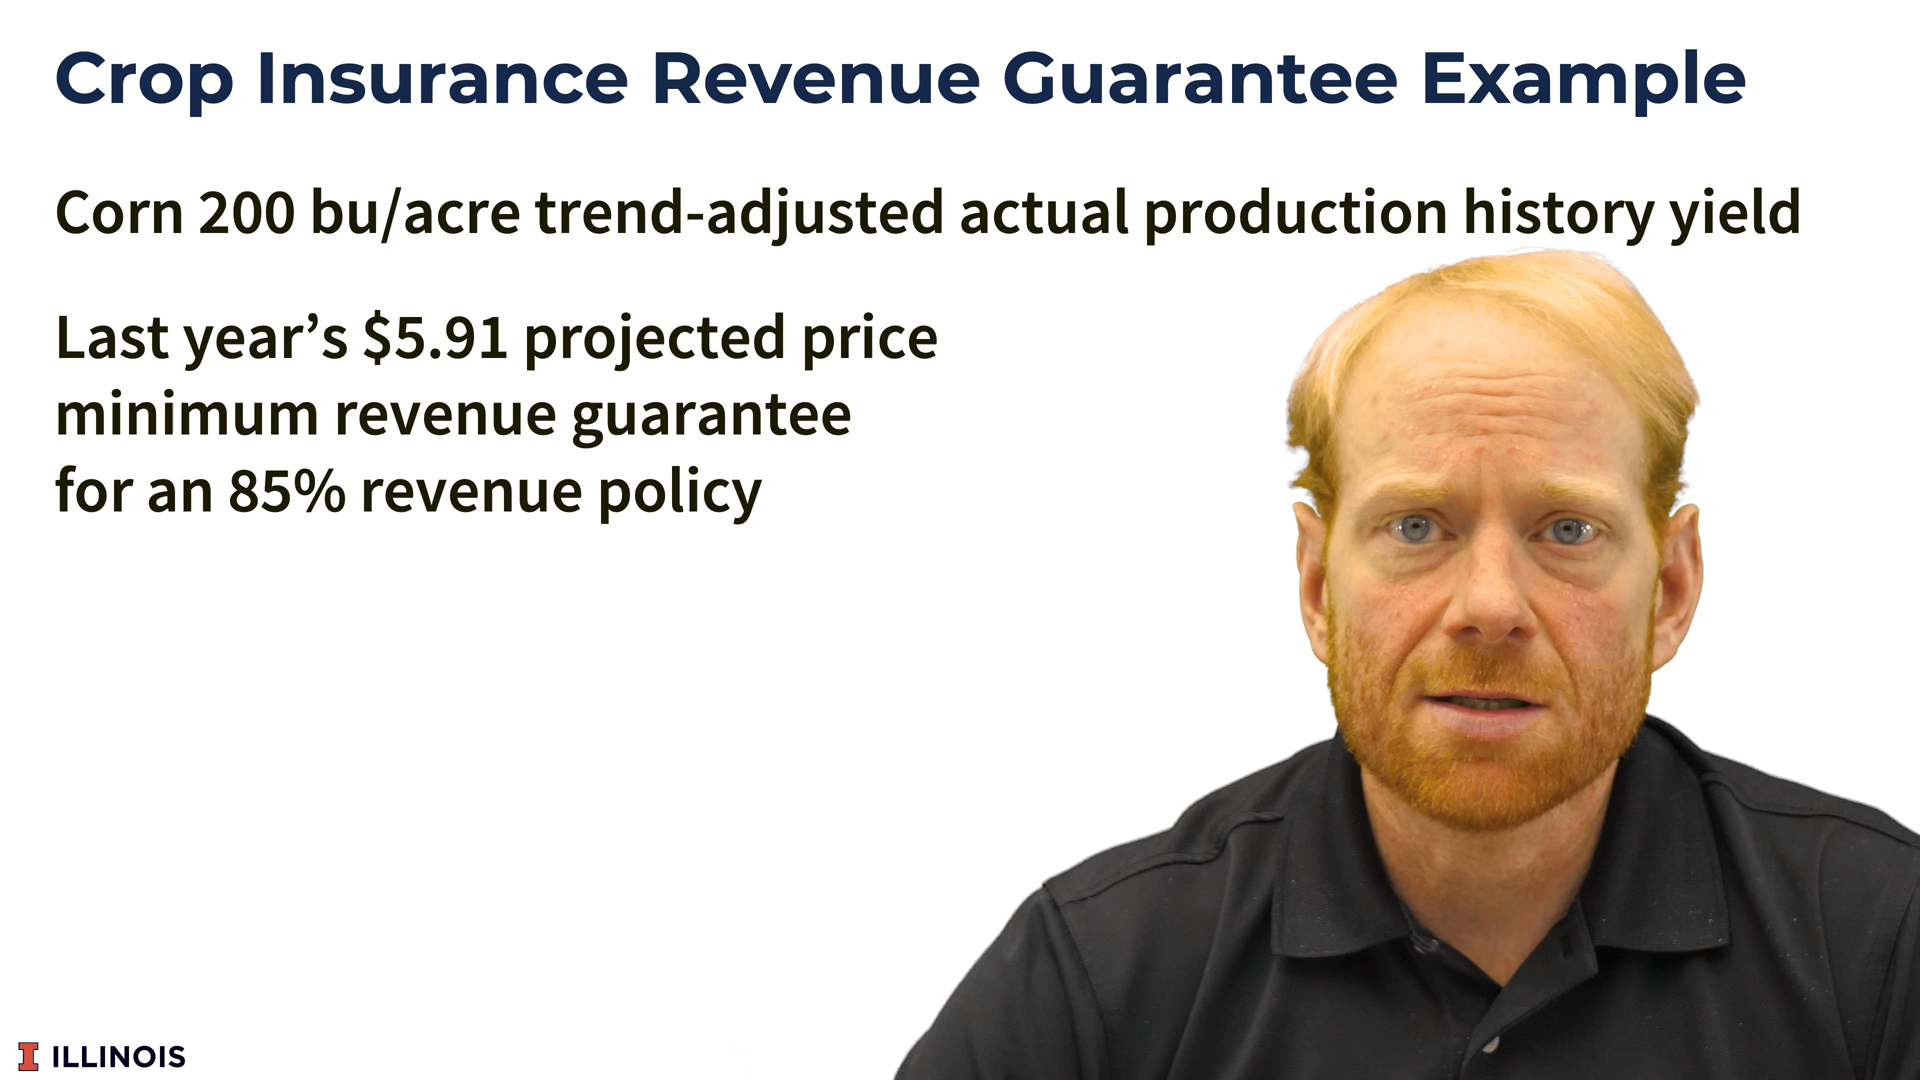 Crop Insurance Revenue Guarantee Example
Corn 200 bu/acre trend-adjusted actual production history yield
Last year’s $5.91 projected price
minimum revenue guarantee
for an 85% revenue policy
I ILLINOIS